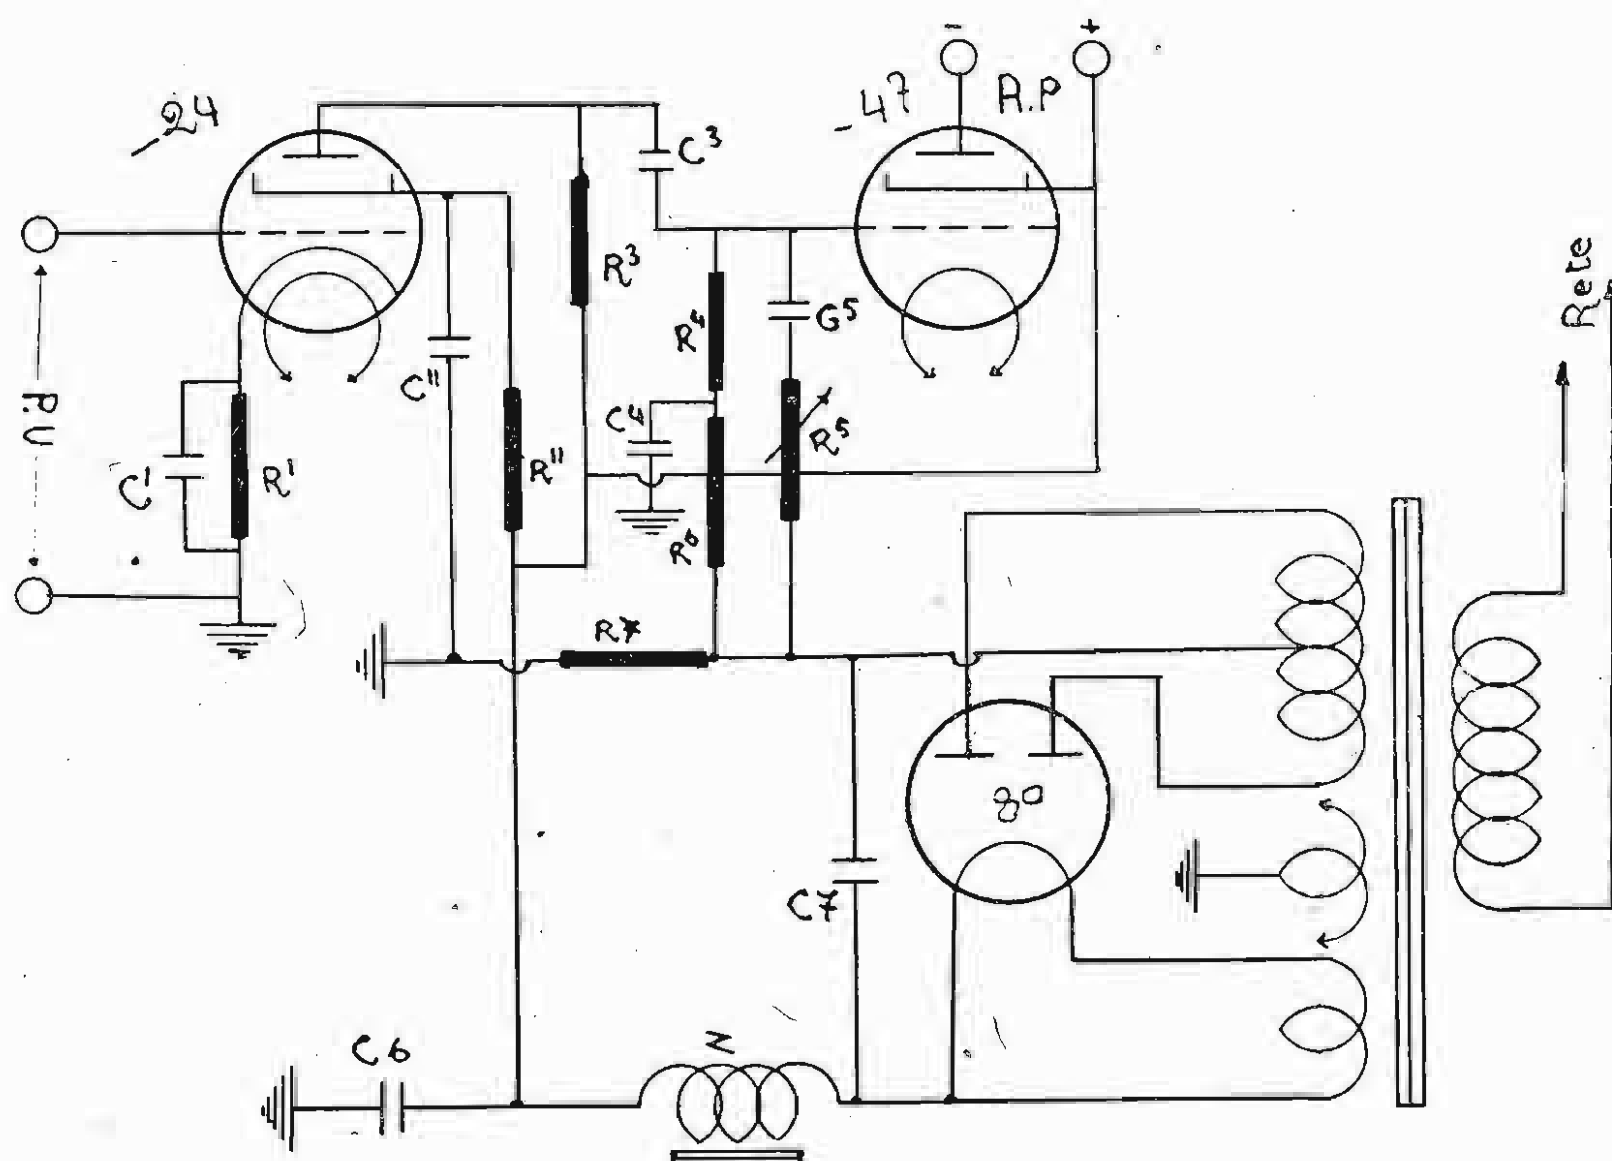 -24
-47
-
+
A.P
C³
R³
G⁵
R⁴
C"
C4
R⁵
P.U
C'
R'
R"
R⁶
R7
Rete
80
C7
C6
Z